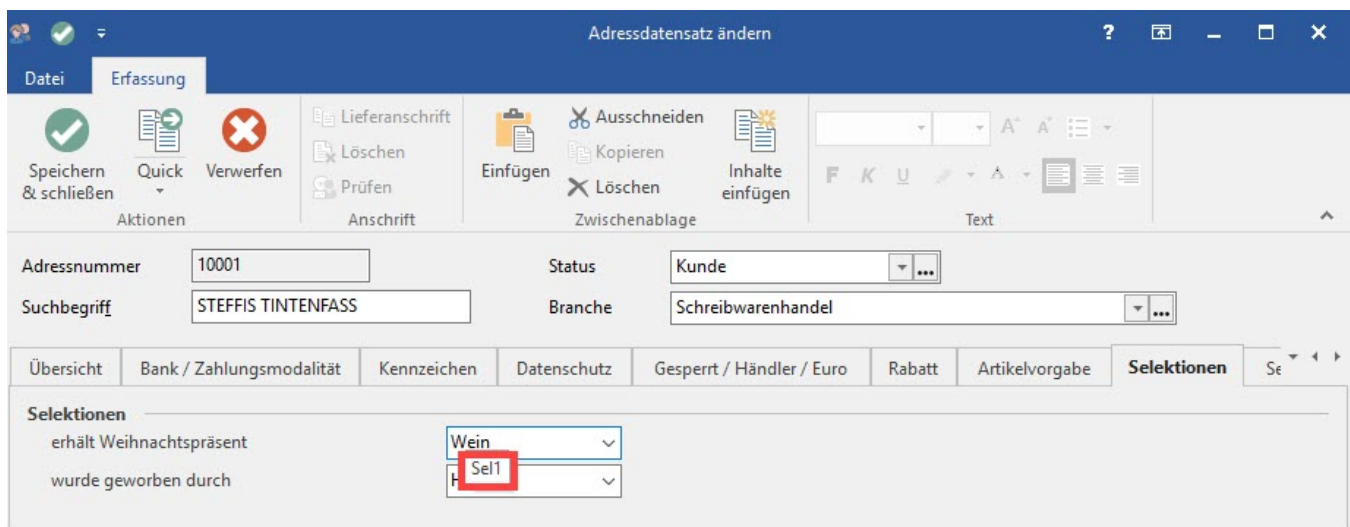 Adressdatensatz ändern ?
Datei Erfassung
Speichern & schließen
Quick
Verwerfen
Aktionen
Lieferanschrift
Löschen
Prüfen
Anschrift
Einfügen
Ausschneiden
Kopieren
Löschen
Inhalte einfügen
Zwischenablage
A A
F K U A
Text
Adressnummer 10001 Status Kunde ...
Suchbegriff STEFFIS TINTENFASS Branche Schreibwarenhandel ...
Übersicht Bank / Zahlungsmodalität Kennzeichen Datenschutz Gesperrt / Händler / Euro Rabatt Artikelvorgabe Selektionen Se
Selektionen
erhält Weihnachtspräsent Wein
Sel1
wurde geworben durch